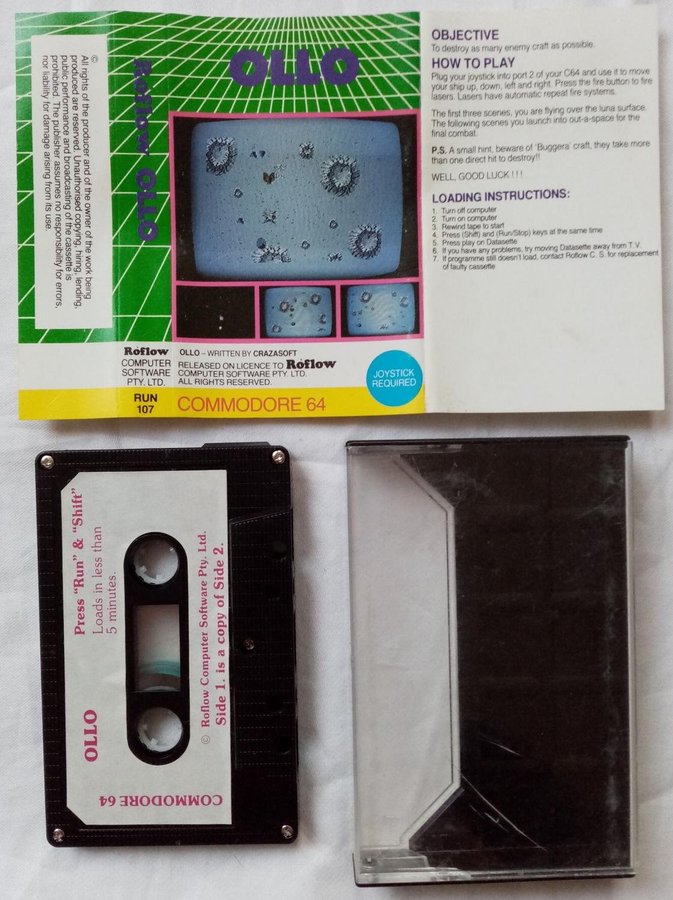 ©
All rights of the producer and of the owner of the work being
produced are reserved. Unauthorised copying, hiring, lending,
public performance and broadcasting of the cassette is
prohibited. The publisher assumes no responsibility for errors,
nor liability for damage arising from its use.
Roflow OLLO
Roflow
COMPUTER
SOFTWARE
PTY. LTD.
RUN
107
OLLO
OLLO – WRITTEN BY CRAZASOFT
RELEASED ON LICENCE TO Roflow
COMPUTER SOFTWARE PTY. LTD.
ALL RIGHTS RESERVED.
JOYSTICK
REQUIRED
COMMODORE 64
OBJECTIVE
To destroy as many enemy craft as possible.
HOW TO PLAY
Plug your joystick into port 2 of your C64 and use it to move
your ship up, down, left and right. Press the fire button to fire
lasers. Lasers have automatic repeat fire systems.
The first three scenes, you are flying over the luna surface.
The following scenes you launch into out-a-space for the
final combat.
P.S. A small hint, beware of 'Buggera' craft, they take more
than one direct hit to destroy!!
WELL, GOOD LUCK ! ! !
LOADING INSTRUCTIONS:
1. Turn off computer
2. Turn on computer
3. Rewind tape to start
4. Press (Shift) and (Run/Stop) keys at the same time
5. Press play on Datasette
6. If you have any problems, try moving Datasette away from T.V.
7. If programme still doesn't load, contact Roflow C. S. for replacement
of faulty cassette
OLLO
Press "Run" & "Shift"
Loads in less than
5 minutes.
COMMODORE 64
© Roflow Computer Software Pty. Ltd.
Side 1. is a copy of Side 2.